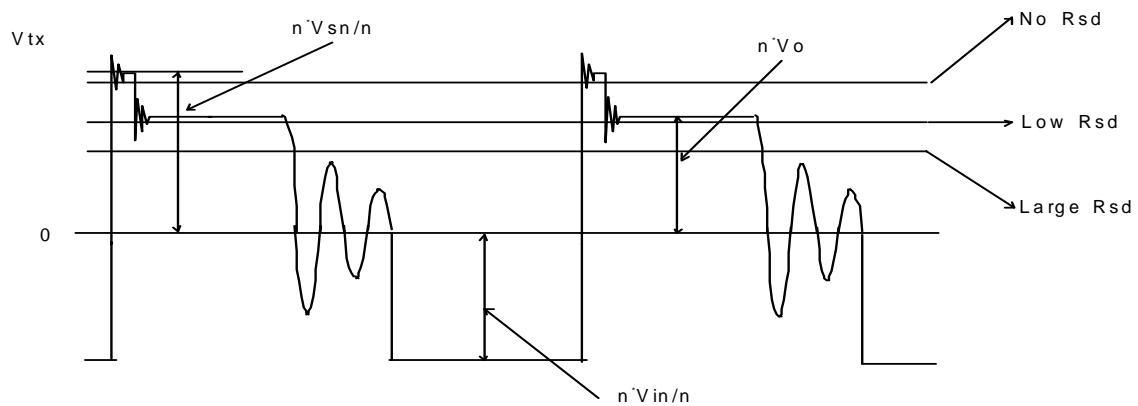 n*Vsn/n
No Rsd
Vtx
n*Vo
Low Rsd
Large Rsd
0
n*Vin/n